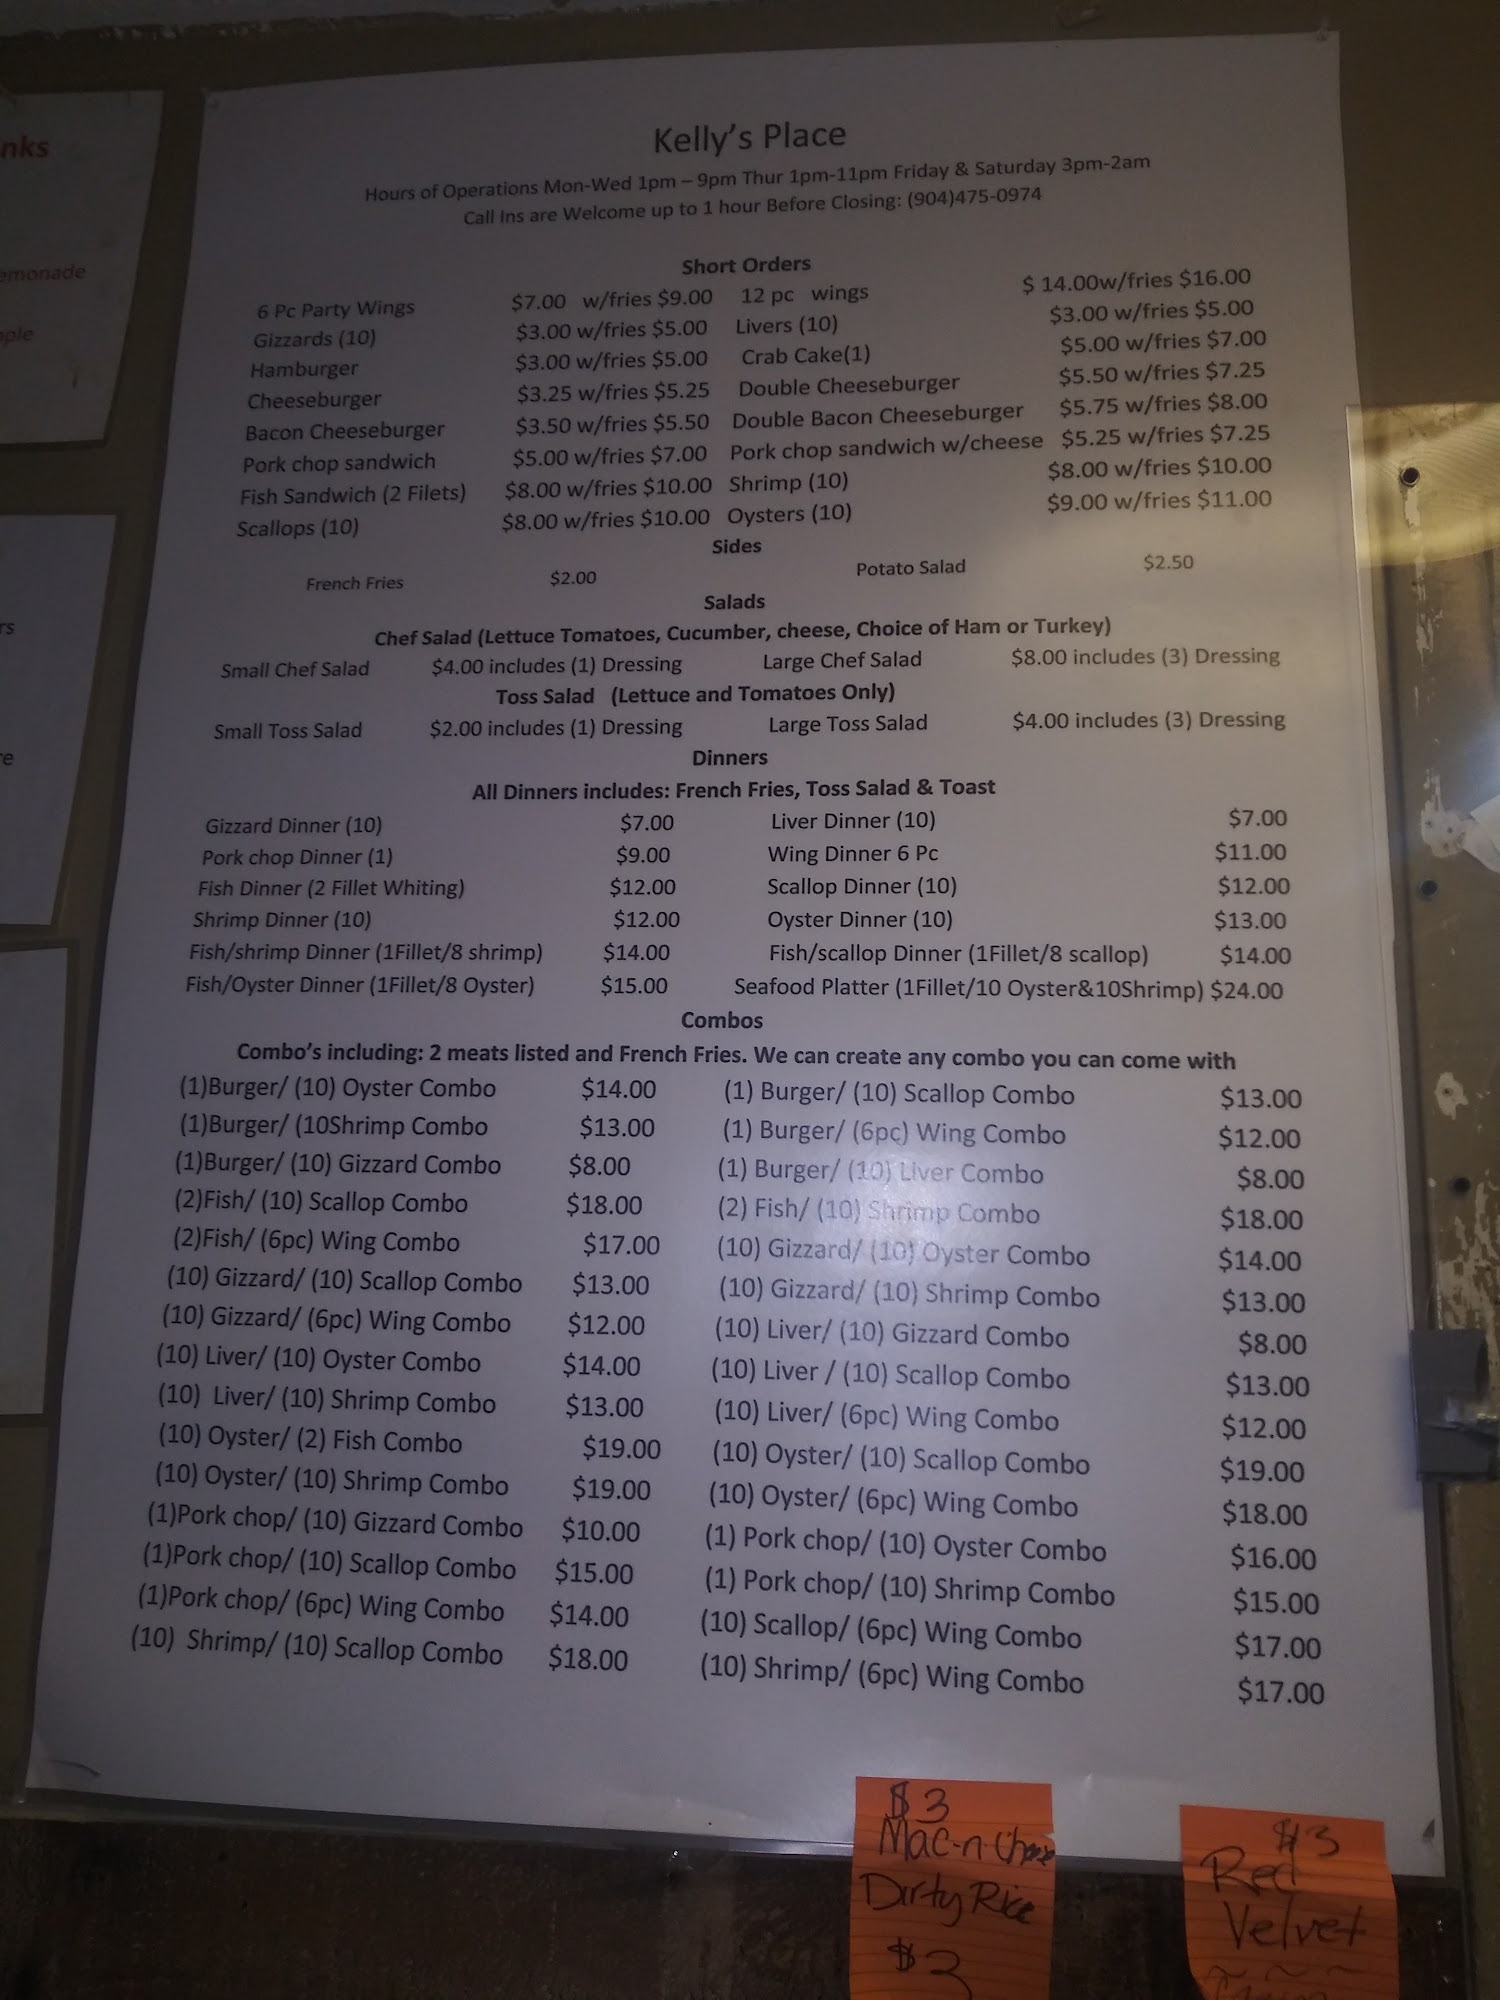 nks
emonade
ple
rs
re
Kelly's Place
Hours of Operations Mon-Wed 1pm – 9pm Thur 1pm-11pm Friday & Saturday 3pm-2am
Call Ins are Welcome up to 1 hour Before Closing: (904)475-0974
Short Orders
6 Pc Party Wings $7.00 w/fries $9.00 12 pc wings $ 14.00w/fries $16.00
Gizzards (10) $3.00 w/fries $5.00 Livers (10) $3.00 w/fries $5.00
Hamburger $3.00 w/fries $5.00 Crab Cake(1) $5.00 w/fries $7.00
Cheeseburger $3.25 w/fries $5.25 Double Cheeseburger $5.50 w/fries $7.25
Bacon Cheeseburger $3.50 w/fries $5.50 Double Bacon Cheeseburger $5.75 w/fries $8.00
Pork chop sandwich $5.00 w/fries $7.00 Pork chop sandwich w/cheese $5.25 w/fries $7.25
Fish Sandwich (2 Filets) $8.00 w/fries $10.00 Shrimp (10) $8.00 w/fries $10.00
Scallops (10) $8.00 w/fries $10.00 Oysters (10) $9.00 w/fries $11.00
Sides
French Fries $2.00 Potato Salad $2.50
Salads
Chef Salad (Lettuce Tomatoes, Cucumber, cheese, Choice of Ham or Turkey)
Small Chef Salad $4.00 includes (1) Dressing Large Chef Salad $8.00 includes (3) Dressing
Toss Salad (Lettuce and Tomatoes Only)
Small Toss Salad $2.00 includes (1) Dressing Large Toss Salad $4.00 includes (3) Dressing
Dinners
All Dinners includes: French Fries, Toss Salad & Toast
Gizzard Dinner (10) $7.00 Liver Dinner (10) $7.00
Pork chop Dinner (1) $9.00 Wing Dinner 6 Pc $11.00
Fish Dinner (2 Fillet Whiting) $12.00 Scallop Dinner (10) $12.00
Shrimp Dinner (10) $12.00 Oyster Dinner (10) $13.00
Fish/shrimp Dinner (1Fillet/8 shrimp) $14.00 Fish/scallop Dinner (1Fillet/8 scallop) $14.00
Fish/Oyster Dinner (1Fillet/8 Oyster) $15.00 Seafood Platter (1Fillet/10 Oyster&10Shrimp) $24.00
Combos
Combo's including: 2 meats listed and French Fries. We can create any combo you can come with
(1)Burger/ (10) Oyster Combo $14.00 (1) Burger/ (10) Scallop Combo $13.00
(1)Burger/ (10Shrimp Combo $13.00 (1) Burger/ (6pc) Wing Combo $12.00
(1)Burger/ (10) Gizzard Combo $8.00 (1) Burger/ (10) Liver Combo $8.00
(2)Fish/ (10) Scallop Combo $18.00 (2) Fish/ (10) Shrimp Combo $18.00
(2)Fish/ (6pc) Wing Combo $17.00 (10) Gizzard/ (10) Oyster Combo $14.00
(10) Gizzard/ (10) Scallop Combo $13.00 (10) Gizzard/ (10) Shrimp Combo $13.00
(10) Gizzard/ (6pc) Wing Combo $12.00 (10) Liver/ (10) Gizzard Combo $8.00
(10) Liver/ (10) Oyster Combo $14.00 (10) Liver / (10) Scallop Combo $13.00
(10) Liver/ (10) Shrimp Combo $13.00 (10) Liver/ (6pc) Wing Combo $12.00
(10) Oyster/ (2) Fish Combo $19.00 (10) Oyster/ (10) Scallop Combo $19.00
(10) Oyster/ (10) Shrimp Combo $19.00 (10) Oyster/ (6pc) Wing Combo $18.00
(1)Pork chop/ (10) Gizzard Combo $10.00 (1) Pork chop/ (10) Oyster Combo $16.00
(1)Pork chop/ (10) Scallop Combo $15.00 (1) Pork chop/ (10) Shrimp Combo $15.00
(1)Pork chop/ (6pc) Wing Combo $14.00 (10) Scallop/ (6pc) Wing Combo $17.00
(10) Shrimp/ (10) Scallop Combo $18.00 (10) Shrimp/ (6pc) Wing Combo $17.00
$3
Mac-n-
Dirty Rice
$3
$3
Red
Velvet